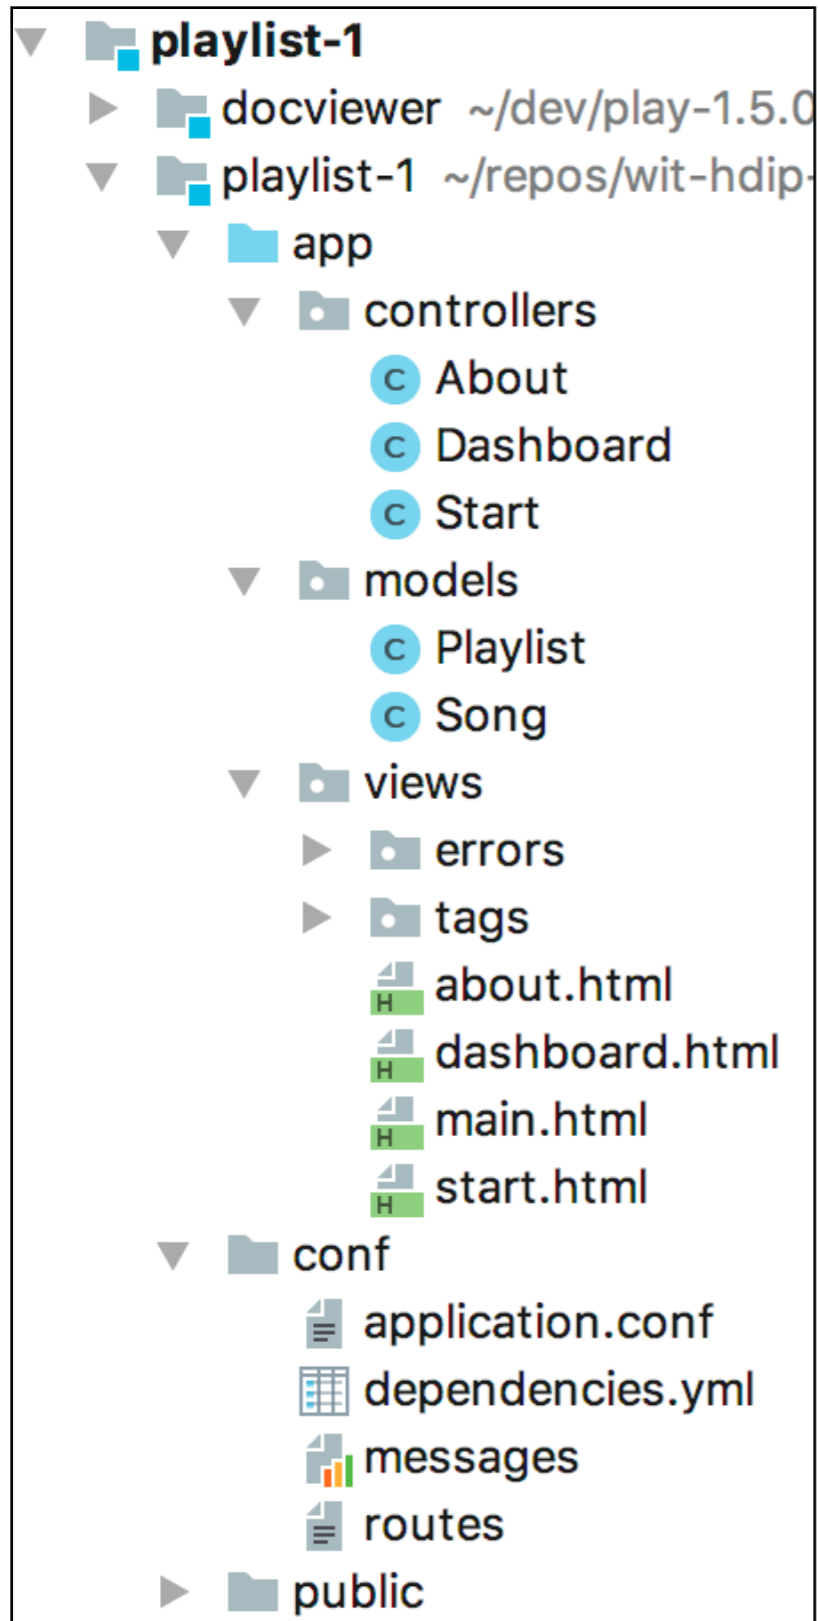 playlist-1
docviewer ~/dev/play-1.5.0
playlist-1 ~/repos/wit-hdip-
app
controllers
C About
C Dashboard
C Start
models
C Playlist
C Song
views
errors
tags
H about.html
H dashboard.html
H main.html
H start.html
conf
application.conf
dependencies.yml
messages
routes
public